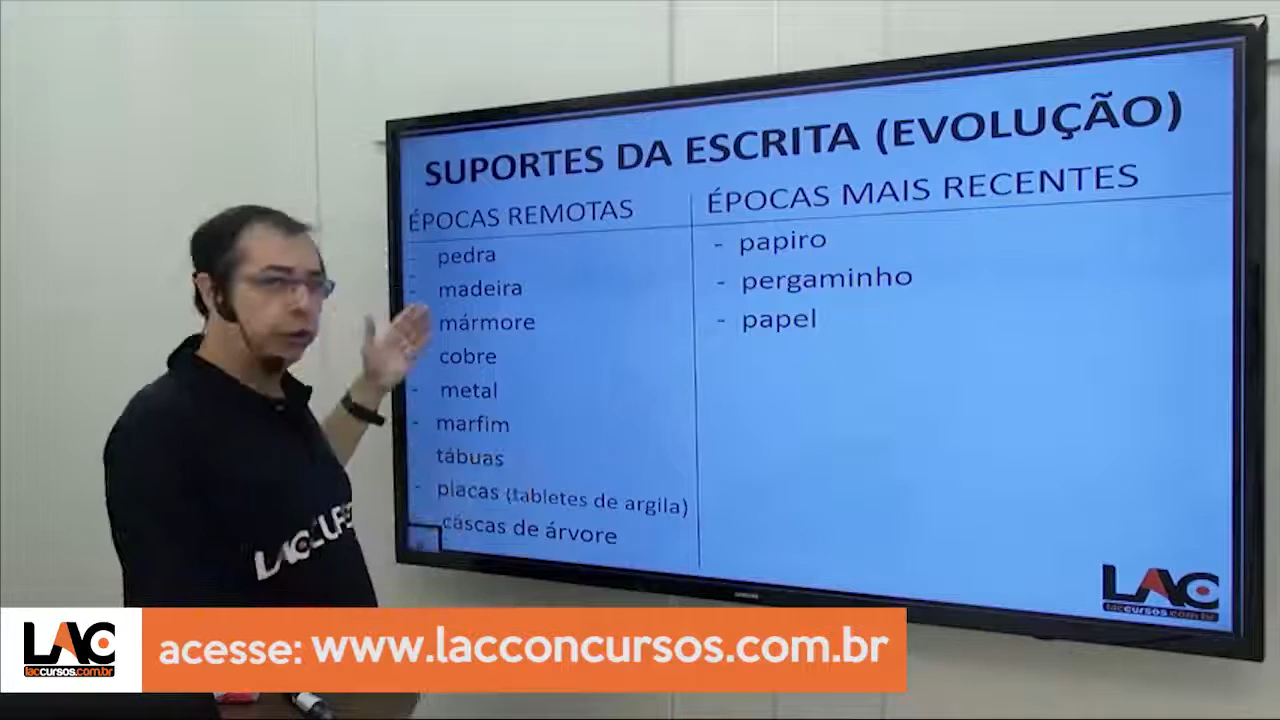 SUPORTES DA ESCRITA (EVOLUÇÃO)
ÉPOCAS REMOTAS
- pedra
- madeira
mármore
cobre
- metal
- marfim
tábuas
- placas (tabletes de argila)
cáscas de árvore
ÉPOCAS MAIS RECENTES
- papiro
- pergaminho
- papel
LAC
laccursos.com.br
LAC
laccursos.com.br
acesse: www.lacconcursos.com.br